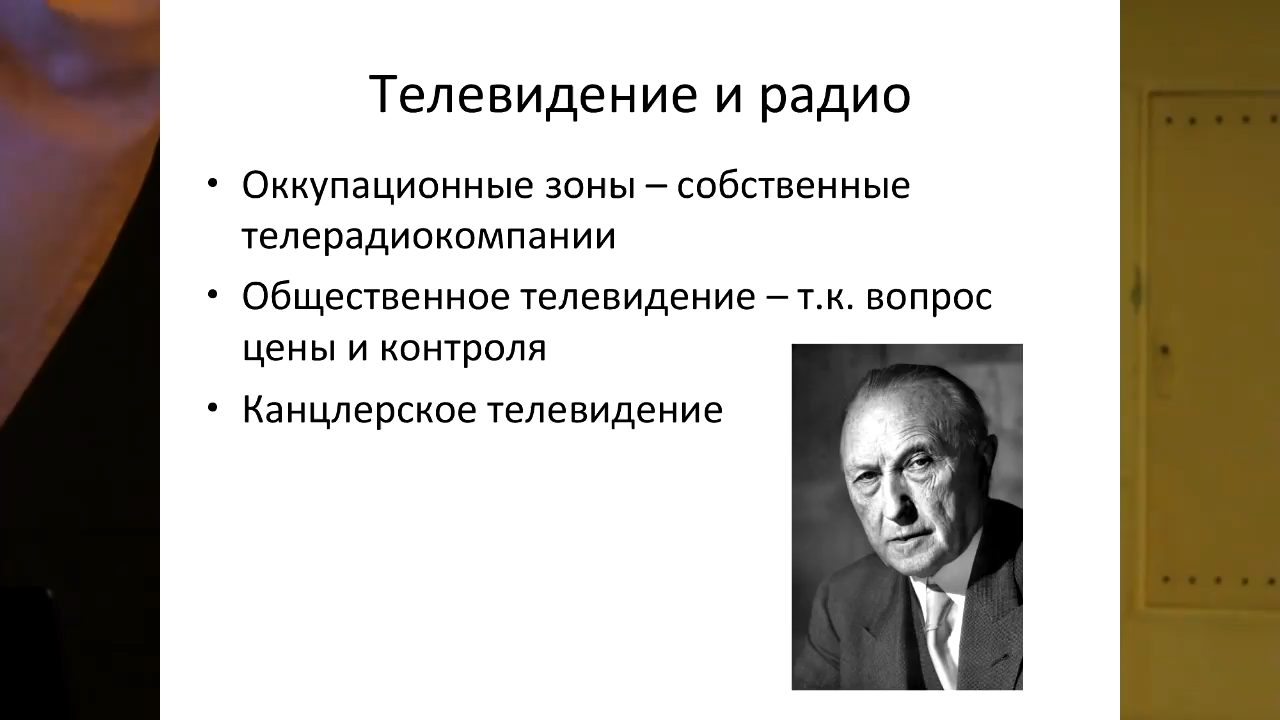 Телевидение и радио
• Оккупационные зоны – собственные
телерадиокомпании
• Общественное телевидение – т.к. вопрос
цены и контроля
• Канцлерское телевидение